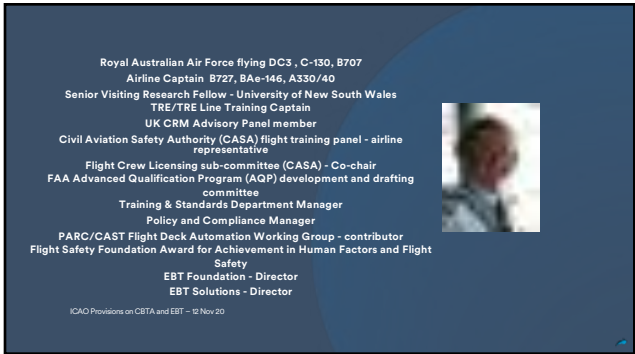 Royal Australian Air Force flying DC3 , C-130, B707
Airline Captain B727, BAe-146, A330/40
Senior Visiting Research Fellow - University of New South Wales
TRE/TRE Line Training Captain
UK CRM Advisory Panel member
Civil Aviation Safety Authority (CASA) flight training panel - airline
representative
Flight Crew Licensing sub-committee (CASA) - Co-chair
FAA Advanced Qualification Program (AQP) development and drafting
committee
Training & Standards Department Manager
Policy and Compliance Manager
PARC/CAST Flight Deck Automation Working Group - contributor
Flight Safety Foundation Award for Achievement in Human Factors and Flight
Safety
EBT Foundation - Director
EBT Solutions - Director
ICAO Provisions on CBTA and EBT – 12 Nov 20